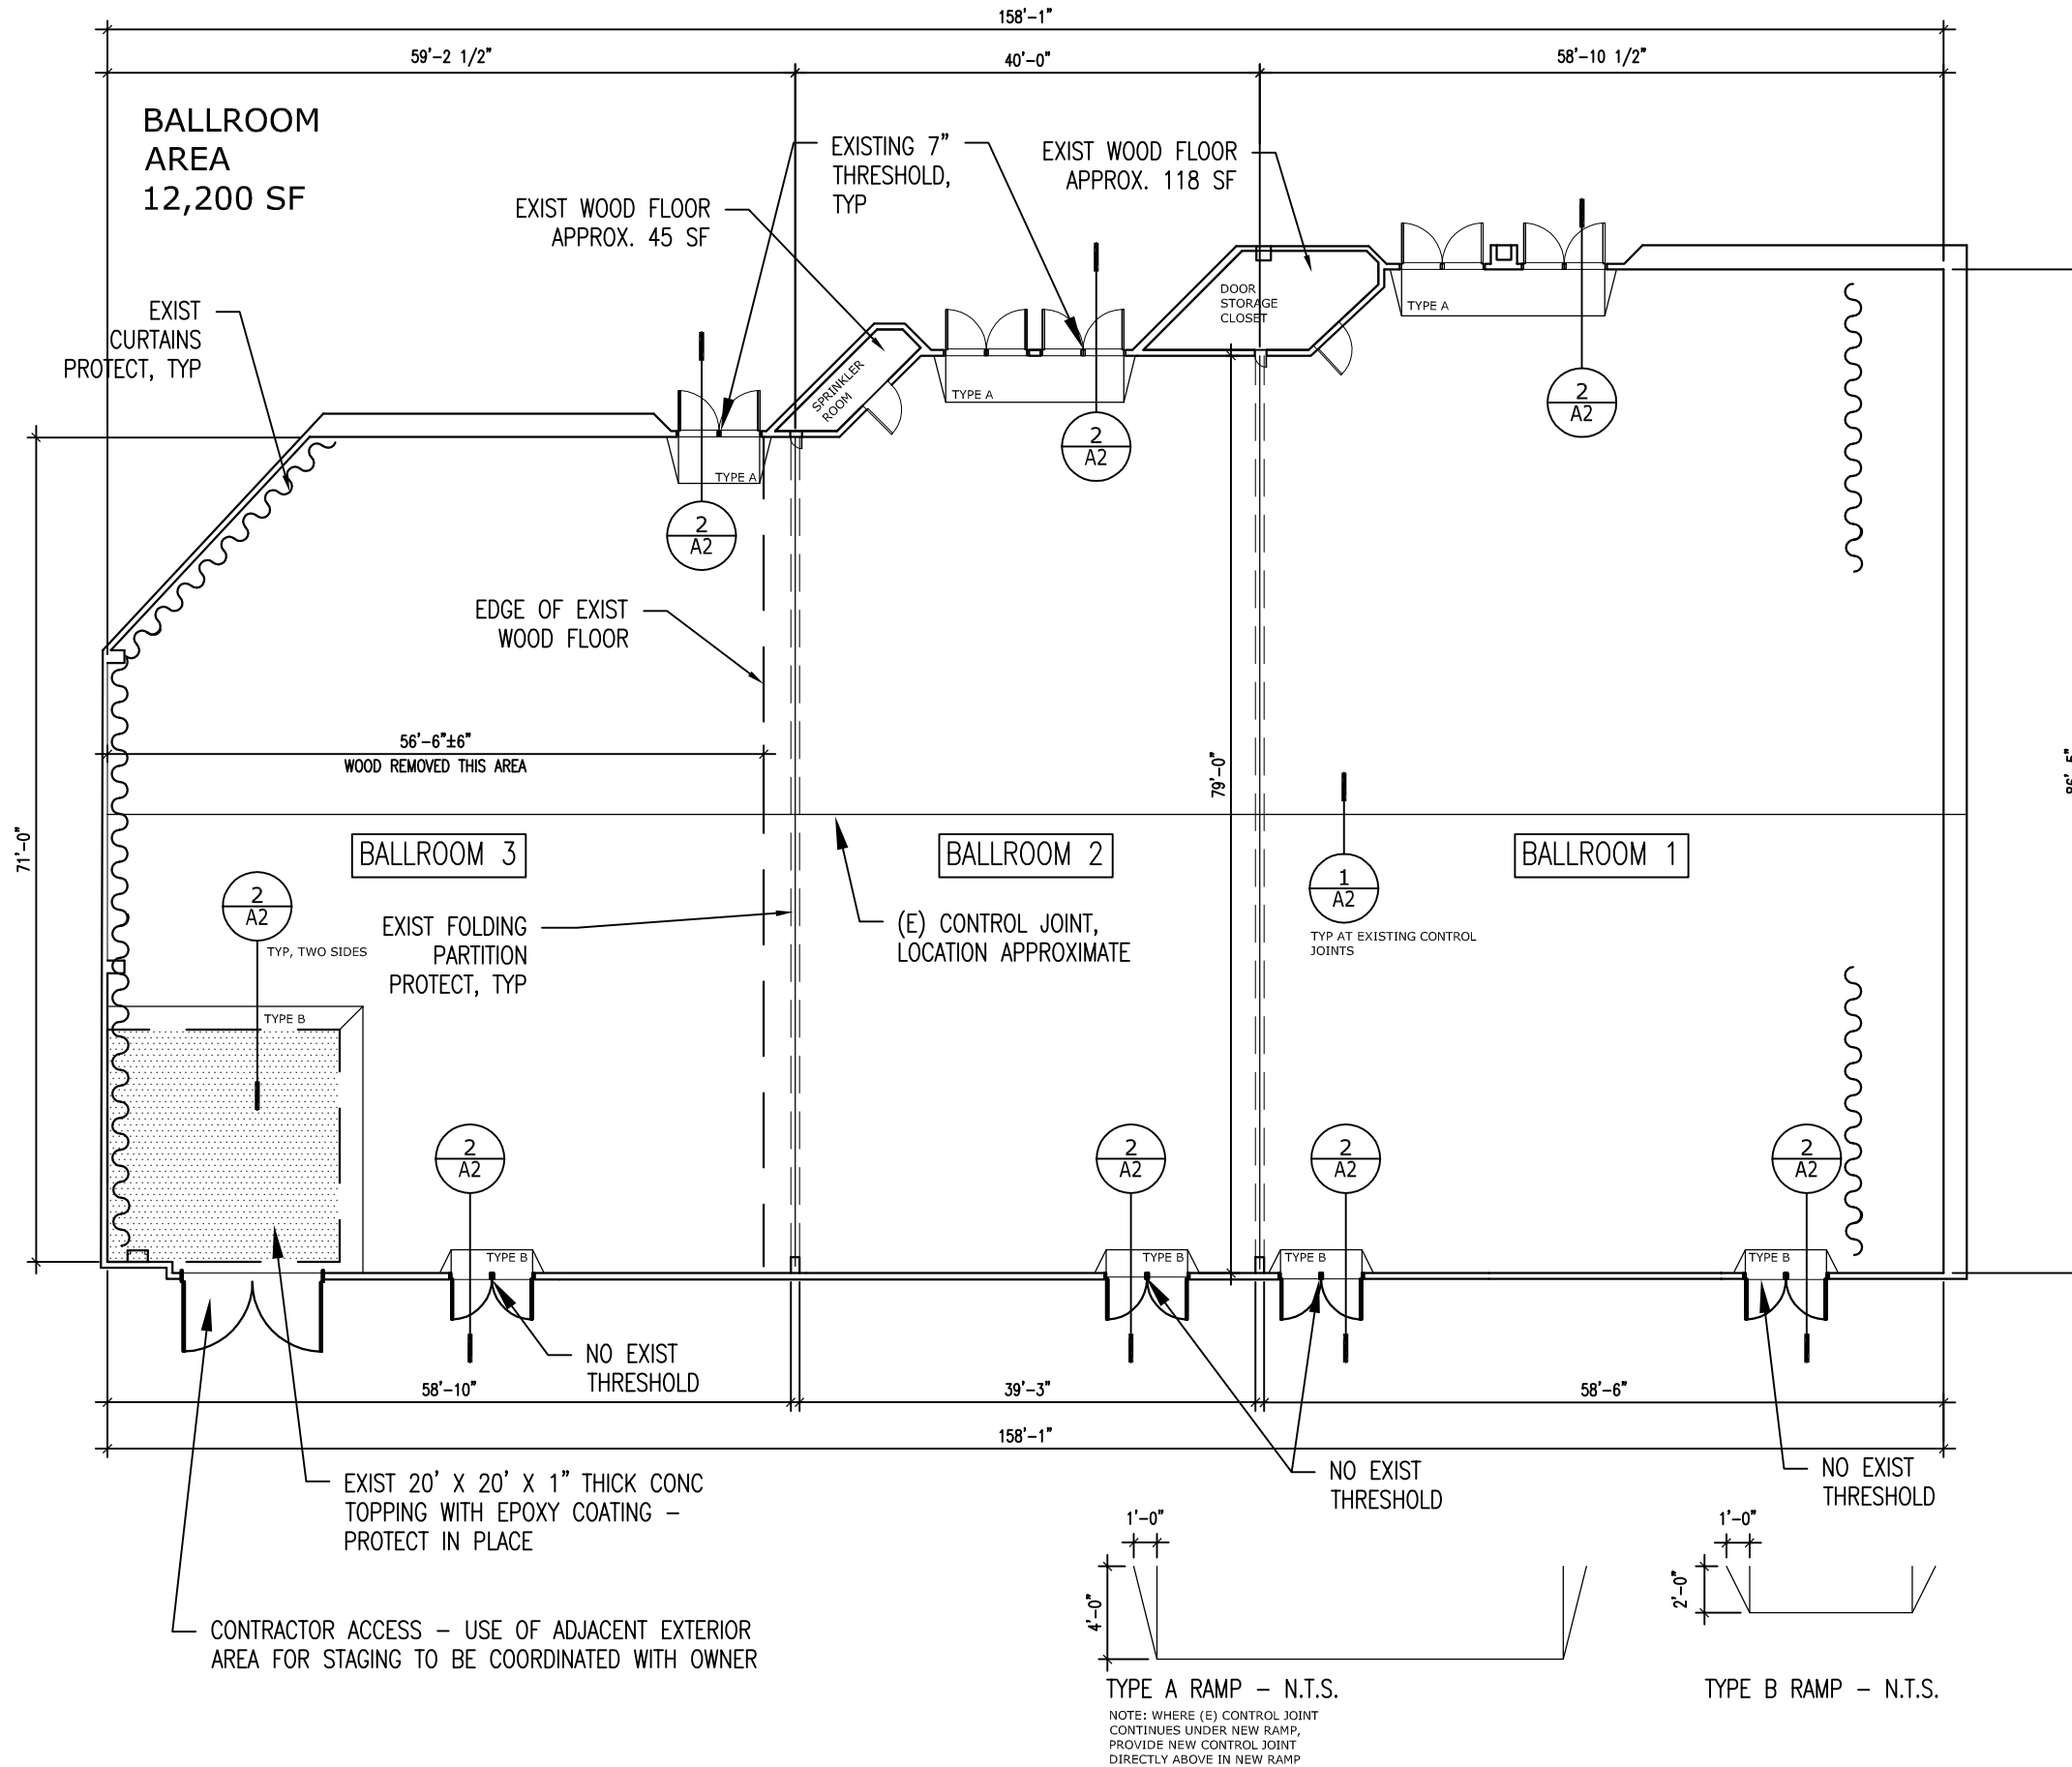 158'-1"
59'-2 1/2"
40'-0"
58'-10 1/2"
BALLROOM
AREA
12,200 SF
EXISTING 7"
THRESHOLD,
TYP
EXIST WOOD FLOOR
APPROX. 118 SF
EXIST WOOD FLOOR
APPROX. 45 SF
EXIST
CURTAINS
PROTECT, TYP
DOOR
STORAGE
CLOSET
TYPE A
SPRINKLER
ROOM
TYPE A
2
A2
2
A2
TYPE A
2
A2
EDGE OF EXIST
WOOD FLOOR
56'-6"±6"
WOOD REMOVED THIS AREA
79'-0"
86'-5"
71'-0"
BALLROOM 3
BALLROOM 2
BALLROOM 1
2
A2
TYP, TWO SIDES
EXIST FOLDING
PARTITION
PROTECT, TYP
(E) CONTROL JOINT,
LOCATION APPROXIMATE
1
A2
TYP AT EXISTING CONTROL
JOINTS
TYPE B
2
A2
2
A2
2
A2
2
A2
TYPE B
TYPE B
TYPE B
TYPE B
NO EXIST
THRESHOLD
58'-10"
39'-3"
58'-6"
158'-1"
EXIST 20' X 20' X 1" THICK CONC
TOPPING WITH EPOXY COATING –
PROTECT IN PLACE
NO EXIST
THRESHOLD
NO EXIST
THRESHOLD
CONTRACTOR ACCESS – USE OF ADJACENT EXTERIOR
AREA FOR STAGING TO BE COORDINATED WITH OWNER
1'-0"
4'-0"
TYPE A RAMP – N.T.S.
NOTE: WHERE (E) CONTROL JOINT
CONTINUES UNDER NEW RAMP,
PROVIDE NEW CONTROL JOINT
DIRECTLY ABOVE IN NEW RAMP
1'-0"
2'-0"
TYPE B RAMP – N.T.S.